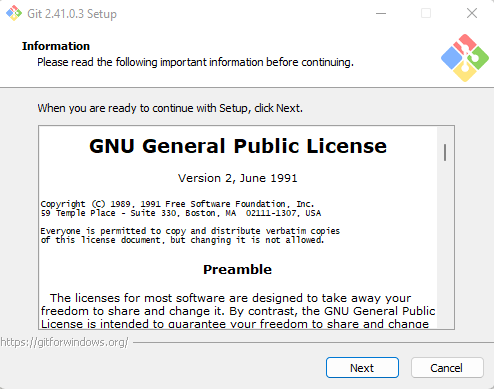 Git 2.41.0.3 Setup
Information
Please read the following important information before continuing.
When you are ready to continue with Setup, click Next.
GNU General Public License
Version 2, June 1991
Copyright (C) 1989, 1991 Free Software Foundation, Inc.
59 Temple Place - Suite 330, Boston, MA  02111-1307, USA
Everyone is permitted to copy and distribute verbatim copies
of this license document, but changing it is not allowed.
Preamble
The licenses for most software are designed to take away your
freedom to share and change it. By contrast, the GNU General Public
License is intended to guarantee your freedom to share and change
https://gitforwindows.org/
Next
Cancel